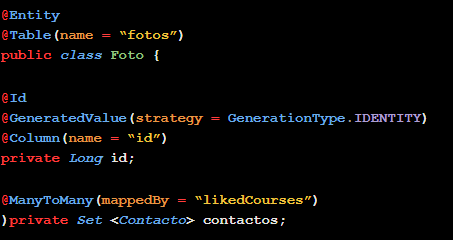 @Entity
@Table(name = “fotos”)
public class Foto {
@Id
@GeneratedValue(strategy = GenerationType.IDENTITY)
@Column(name = “id”)
private Long id;
@ManyToMany(mappedBy = “likedCourses”)
)private Set <Contacto> contactos;